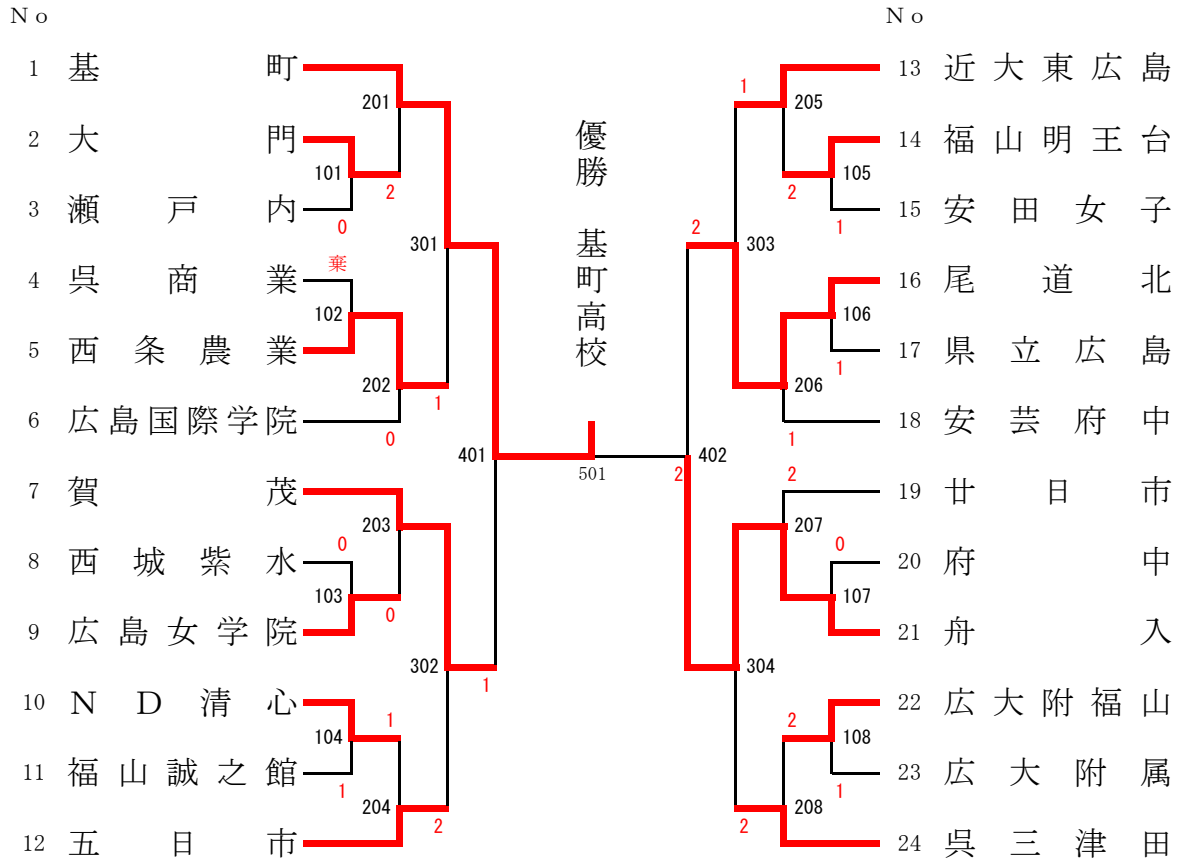 No
1 基町
2 大門
3 瀬戸内
4 呉商業
5 西条農業
6 広島国際学院
7 賀茂
8 西城紫水
9 広島女学院
10 ND清心
11 福山誠之館
12 五日市
201
101
2
0
301
棄
102
202
1
0
401
203
0
103
0
302
1
104
1
1
204
2
優勝 基町高校
501
No
13 近大東広島
14 福山明王台
15 安田女子
16 尾道北
17 県立広島
18 安芸府中
19 廿日市
20 府中
21 舟入
22 広大附福山
23 広大附属
24 呉三津田
1
205
2
105
1
2
303
106
1
206
1
402
2
2
207
0
107
304
2
108
1
208
2